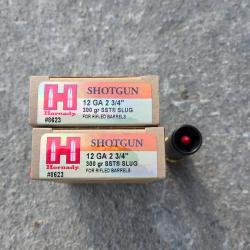 SHOTGUN
12 GA 2 3/4"
300 gr SST® SLUG
FOR RIFLED BARRELS
H
Hornady
#8623
SHOTGUN
12 GA 2 3/4"
300 gr SST® SLUG
FOR RIFLED BARRELS
H
Hornady
#8623